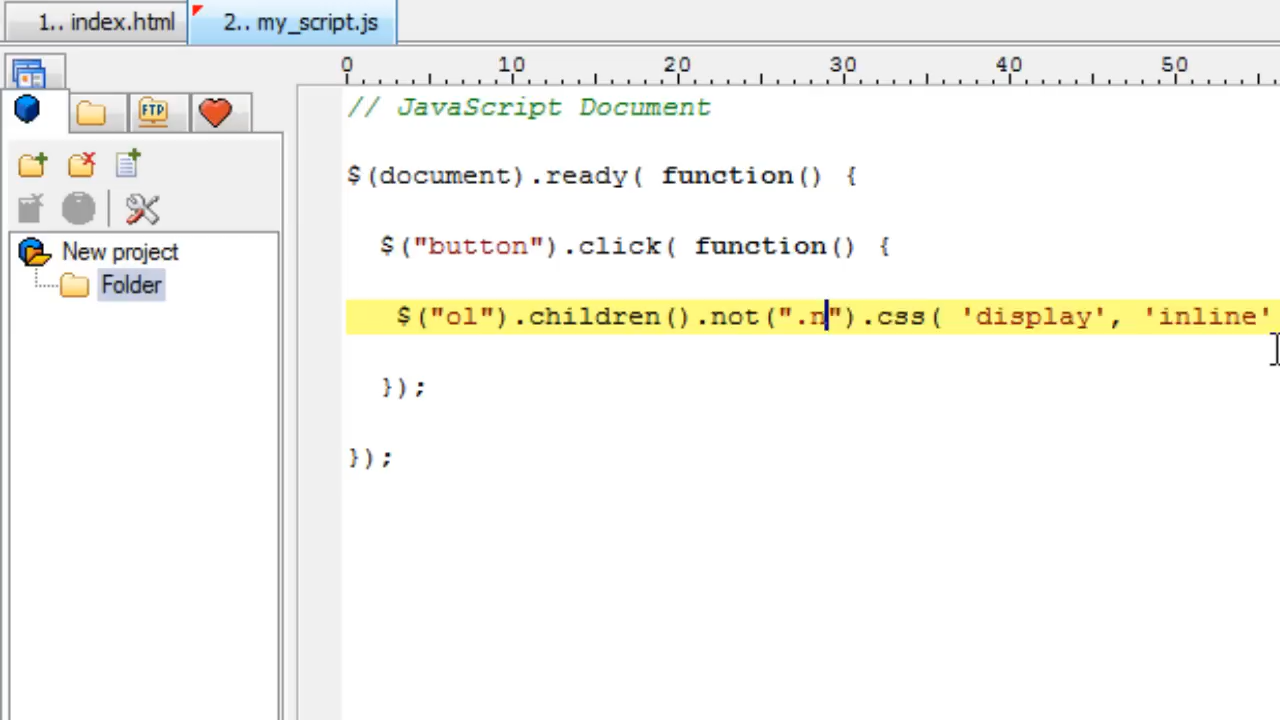 1.. index.html 2.. my_script.js
0 10 20 30 40 50
FTP
// JavaScript Document
$(document).ready( function() {
$("button").click( function() {
New project
Folder
$("ol").children().not(".n").css( 'display', 'inline'
});
});